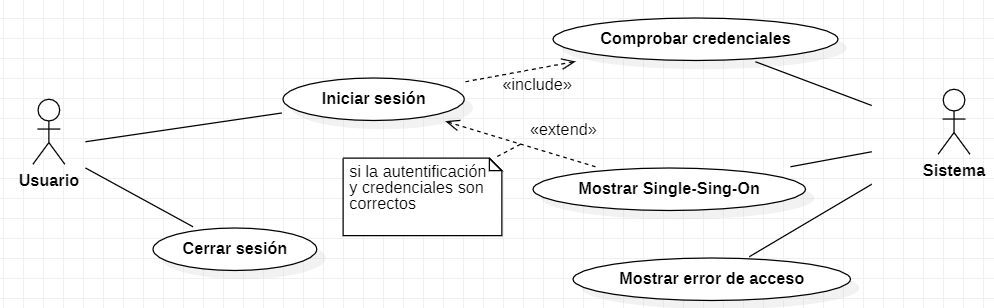 Comprobar credenciales
Iniciar sesión
«include»
«extend»
Usuario
si la autentificación
y credenciales son
correctos
Mostrar Single-Sing-On
Sistema
Cerrar sesión
Mostrar error de acceso